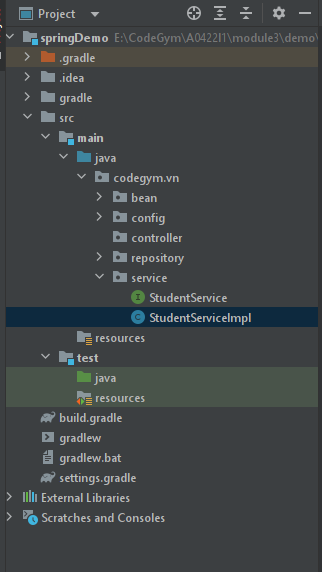 Project
springDemo E:\CodeGym\A0422I1\module3\demo\
.gradle
.idea
gradle
src
main
java
codegym.vn
bean
config
controller
repository
service
StudentService
StudentServiceImpl
resources
test
java
resources
build.gradle
gradlew
gradlew.bat
settings.gradle
External Libraries
Scratches and Consoles